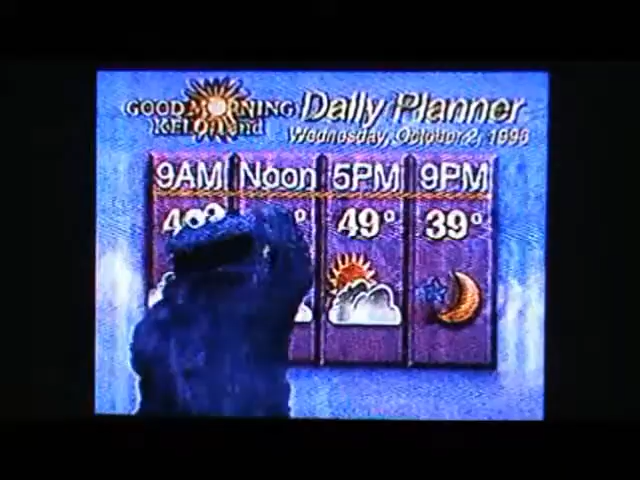 GOOD MORNING
KELOLand
Daily Planner
Wednesday, October 2, 1996
9AM Noon 5PM 9PM
49° 39°